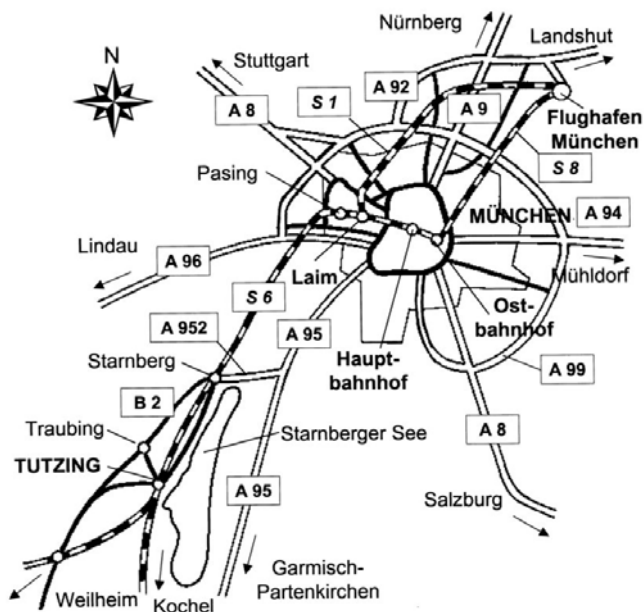 Nürnberg
Landshut
N
Stuttgart
A 92
A 8
S 1
A 9
Flughafen
München
Pasing
S 8
MÜNCHEN
A 94
Lindau
A 96
Laim
Mühldorf
S 6
Ost-
bahnhof
A 952
A 95
Haupt-
bahnhof
Starnberg
A 99
B 2
Traubing
Starnberger See
A 8
TUTZING
A 95
Salzburg
Garmisch-
Partenkirchen
Weilheim
Kochel